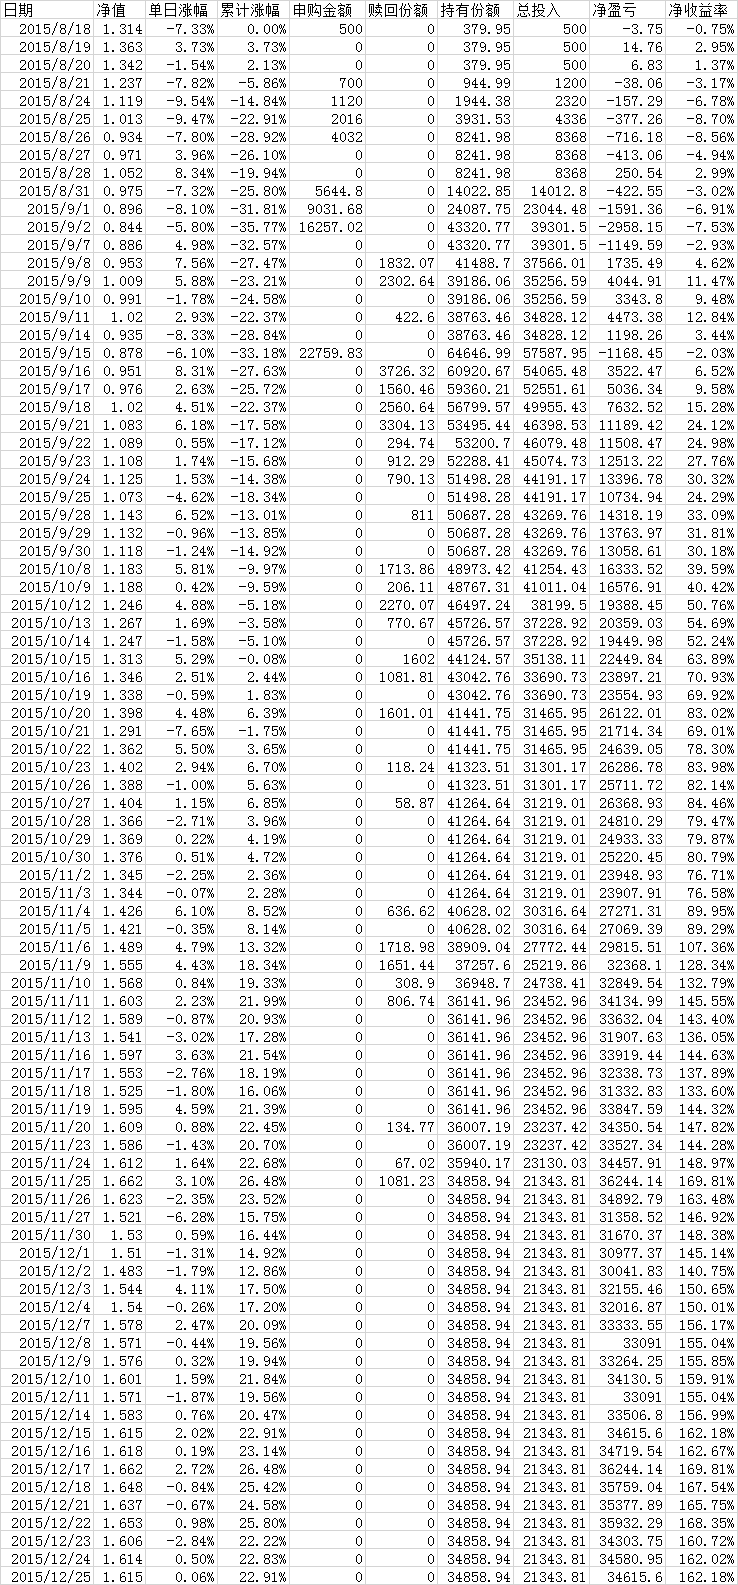 日期 净值 单日涨幅 累计涨幅 申购金额 赎回份额 持有份额 总投入 净盈亏 净收益率
2015/8/18 1.314 -7.33% 0.00% 500 0 379.95 500 -3.75 -0.75%
2015/8/19 1.363 3.73% 3.73% 0 0 379.95 500 14.76 2.95%
2015/8/20 1.342 -1.54% 2.13% 0 0 379.95 500 6.83 1.37%
2015/8/21 1.237 -7.82% -5.86% 700 0 944.99 1200 -38.06 -3.17%
2015/8/24 1.119 -9.54% -14.84% 1120 0 1944.38 2320 -157.29 -6.78%
2015/8/25 1.013 -9.47% -22.91% 2016 0 3931.53 4336 -377.26 -8.70%
2015/8/26 0.934 -7.80% -28.92% 4032 0 8241.98 8368 -716.18 -8.56%
2015/8/27 0.971 3.96% -26.10% 0 0 8241.98 8368 -413.06 -4.94%
2015/8/28 1.052 8.34% -19.94% 0 0 8241.98 8368 250.54 2.99%
2015/8/31 0.975 -7.32% -25.80% 5644.8 0 14022.85 14012.8 -422.55 -3.02%
2015/9/1 0.896 -8.10% -31.81% 9031.68 0 24087.75 23044.48 -1591.36 -6.91%
2015/9/2 0.844 -5.80% -35.77% 16257.02 0 43320.77 39301.5 -2958.15 -7.53%
2015/9/7 0.886 4.98% -32.57% 0 0 43320.77 39301.5 -1149.59 -2.93%
2015/9/8 0.953 7.56% -27.47% 0 1832.07 41488.7 37566.01 1735.49 4.62%
2015/9/9 1.009 5.88% -23.21% 0 2302.64 39186.06 35256.59 4044.91 11.47%
2015/9/10 0.991 -1.78% -24.58% 0 0 39186.06 35256.59 3343.8 9.48%
2015/9/11 1.02 2.93% -22.37% 0 422.6 38763.46 34828.12 4473.38 12.84%
2015/9/14 0.935 -8.33% -28.84% 0 0 38763.46 34828.12 1198.26 3.44%
2015/9/15 0.878 -6.10% -33.18% 22759.83 0 64646.99 57587.95 -1168.45 -2.03%
2015/9/16 0.951 8.31% -27.63% 0 3726.32 60920.67 54065.48 3522.47 6.52%
2015/9/17 0.976 2.63% -25.72% 0 1560.46 59360.21 52551.61 5036.34 9.58%
2015/9/18 1.02 4.51% -22.37% 0 2560.64 56799.57 49955.43 7632.52 15.28%
2015/9/21 1.083 6.18% -17.58% 0 3304.13 53495.44 46398.53 11189.42 24.12%
2015/9/22 1.089 0.55% -17.12% 0 294.74 53200.7 46079.48 11508.47 24.98%
2015/9/23 1.108 1.74% -15.68% 0 912.29 52288.41 45074.73 12513.22 27.76%
2015/9/24 1.125 1.53% -14.38% 0 790.13 51498.28 44191.17 13396.78 30.32%
2015/9/25 1.073 -4.62% -18.34% 0 0 51498.28 44191.17 10734.94 24.29%
2015/9/28 1.143 6.52% -13.01% 0 811 50687.28 43269.76 14318.19 33.09%
2015/9/29 1.132 -0.96% -13.85% 0 0 50687.28 43269.76 13763.97 31.81%
2015/9/30 1.118 -1.24% -14.92% 0 0 50687.28 43269.76 13058.61 30.18%
2015/10/8 1.183 5.81% -9.97% 0 1713.86 48973.42 41254.43 16333.52 39.59%
2015/10/9 1.188 0.42% -9.59% 0 206.11 48767.31 41011.04 16576.91 40.42%
2015/10/12 1.246 4.88% -5.18% 0 2270.07 46497.24 38199.5 19388.45 50.76%
2015/10/13 1.267 1.69% -3.58% 0 770.67 45726.57 37228.92 20359.03 54.69%
2015/10/14 1.247 -1.58% -5.10% 0 0 45726.57 37228.92 19449.98 52.24%
2015/10/15 1.313 5.29% -0.08% 0 1602 44124.57 35138.11 22449.84 63.89%
2015/10/16 1.346 2.51% 2.44% 0 1081.81 43042.76 33690.73 23897.21 70.93%
2015/10/19 1.338 -0.59% 1.83% 0 0 43042.76 33690.73 23554.93 69.92%
2015/10/20 1.398 4.48% 6.39% 0 1601.01 41441.75 31465.95 26122.01 83.02%
2015/10/21 1.291 -7.65% -1.75% 0 0 41441.75 31465.95 21714.34 69.01%
2015/10/22 1.362 5.50% 3.65% 0 0 41441.75 31465.95 24639.05 78.30%
2015/10/23 1.402 2.94% 6.70% 0 118.24 41323.51 31301.17 26286.78 83.98%
2015/10/26 1.388 -1.00% 5.63% 0 0 41323.51 31301.17 25711.72 82.14%
2015/10/27 1.404 1.15% 6.85% 0 58.87 41264.64 31219.01 26368.93 84.46%
2015/10/28 1.366 -2.71% 3.96% 0 0 41264.64 31219.01 24810.29 79.47%
2015/10/29 1.369 0.22% 4.19% 0 0 41264.64 31219.01 24933.33 79.87%
2015/10/30 1.376 0.51% 4.72% 0 0 41264.64 31219.01 25220.45 80.79%
2015/11/2 1.345 -2.25% 2.36% 0 0 41264.64 31219.01 23948.93 76.71%
2015/11/3 1.344 -0.07% 2.28% 0 0 41264.64 31219.01 23907.91 76.58%
2015/11/4 1.426 6.10% 8.52% 0 636.62 40628.02 30316.64 27271.31 89.95%
2015/11/5 1.421 -0.35% 8.14% 0 0 40628.02 30316.64 27069.39 89.29%
2015/11/6 1.489 4.79% 13.32% 0 1718.98 38909.04 27772.44 29815.51 107.36%
2015/11/9 1.555 4.43% 18.34% 0 1651.44 37257.6 25219.86 32368.1 128.34%
2015/11/10 1.568 0.84% 19.33% 0 308.9 36948.7 24738.41 32849.54 132.79%
2015/11/11 1.603 2.23% 21.99% 0 806.74 36141.96 23452.96 34134.99 145.55%
2015/11/12 1.589 -0.87% 20.93% 0 0 36141.96 23452.96 33632.04 143.40%
2015/11/13 1.541 -3.02% 17.28% 0 0 36141.96 23452.96 31907.63 136.05%
2015/11/16 1.597 3.63% 21.54% 0 0 36141.96 23452.96 33919.44 144.63%
2015/11/17 1.553 -2.76% 18.19% 0 0 36141.96 23452.96 32338.73 137.89%
2015/11/18 1.525 -1.80% 16.06% 0 0 36141.96 23452.96 31332.83 133.60%
2015/11/19 1.595 4.59% 21.39% 0 0 36141.96 23452.96 33847.59 144.32%
2015/11/20 1.609 0.88% 22.45% 0 134.77 36007.19 23237.42 34350.54 147.82%
2015/11/23 1.586 -1.43% 20.70% 0 0 36007.19 23237.42 33527.34 144.28%
2015/11/24 1.612 1.64% 22.68% 0 67.02 35940.17 23130.03 34457.91 148.97%
2015/11/25 1.662 3.10% 26.48% 0 1081.23 34858.94 21343.81 36244.14 169.81%
2015/11/26 1.623 -2.35% 23.52% 0 0 34858.94 21343.81 34892.79 163.48%
2015/11/27 1.521 -6.28% 15.75% 0 0 34858.94 21343.81 31358.52 146.92%
2015/11/30 1.53 0.59% 16.44% 0 0 34858.94 21343.81 31670.37 148.38%
2015/12/1 1.51 -1.31% 14.92% 0 0 34858.94 21343.81 30977.37 145.14%
2015/12/2 1.483 -1.79% 12.86% 0 0 34858.94 21343.81 30041.83 140.75%
2015/12/3 1.544 4.11% 17.50% 0 0 34858.94 21343.81 32155.46 150.65%
2015/12/4 1.54 -0.26% 17.20% 0 0 34858.94 21343.81 32016.87 150.01%
2015/12/7 1.578 2.47% 20.09% 0 0 34858.94 21343.81 33333.55 156.17%
2015/12/8 1.571 -0.44% 19.56% 0 0 34858.94 21343.81 33091 155.04%
2015/12/9 1.576 0.32% 19.94% 0 0 34858.94 21343.81 33264.25 155.85%
2015/12/10 1.601 1.59% 21.84% 0 0 34858.94 21343.81 34130.5 159.91%
2015/12/11 1.571 -1.87% 19.56% 0 0 34858.94 21343.81 33091 155.04%
2015/12/14 1.583 0.76% 20.47% 0 0 34858.94 21343.81 33506.8 156.99%
2015/12/15 1.615 2.02% 22.91% 0 0 34858.94 21343.81 34615.6 162.18%
2015/12/16 1.618 0.19% 23.14% 0 0 34858.94 21343.81 34719.54 162.67%
2015/12/17 1.662 2.72% 26.48% 0 0 34858.94 21343.81 36244.14 169.81%
2015/12/18 1.648 -0.84% 25.42% 0 0 34858.94 21343.81 35759.04 167.54%
2015/12/21 1.637 -0.67% 24.58% 0 0 34858.94 21343.81 35377.89 165.75%
2015/12/22 1.653 0.98% 25.80% 0 0 34858.94 21343.81 35932.29 168.35%
2015/12/23 1.606 -2.84% 22.22% 0 0 34858.94 21343.81 34303.75 160.72%
2015/12/24 1.614 0.50% 22.83% 0 0 34858.94 21343.81 34580.95 162.02%
2015/12/25 1.615 0.06% 22.91% 0 0 34858.94 21343.81 34615.6 162.18%